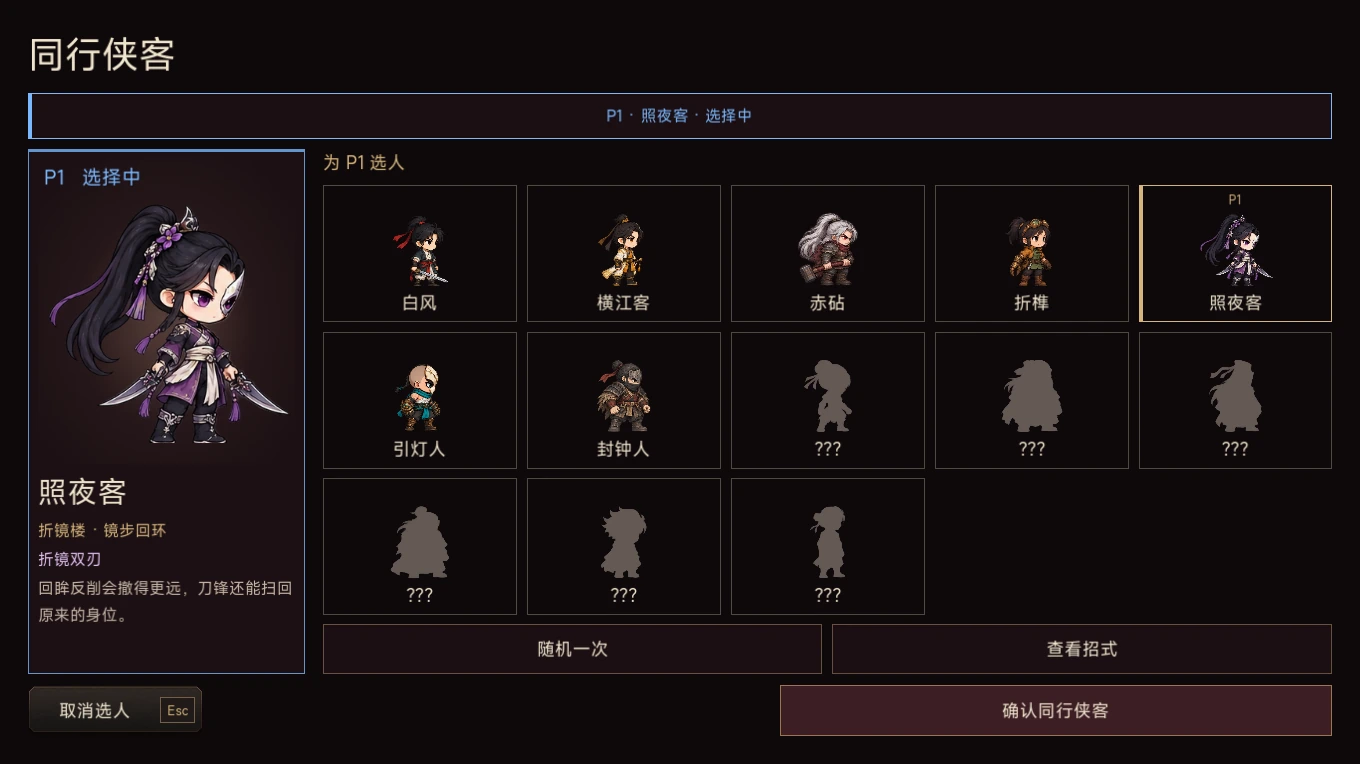 同行侠客
P1 · 照夜客 · 选择中
P1 选择中
照夜客
折镜楼 · 镜步回环
折镜双刃
回眸反削会撤得更远，刀锋还能扫回
原来的身位。
为 P1 选人
白风
横江客
赤砧
折榫
P1
照夜客
引灯人
封钟人
???
???
???
???
???
???
随机一次
查看招式
取消选人 Esc
确认同行侠客